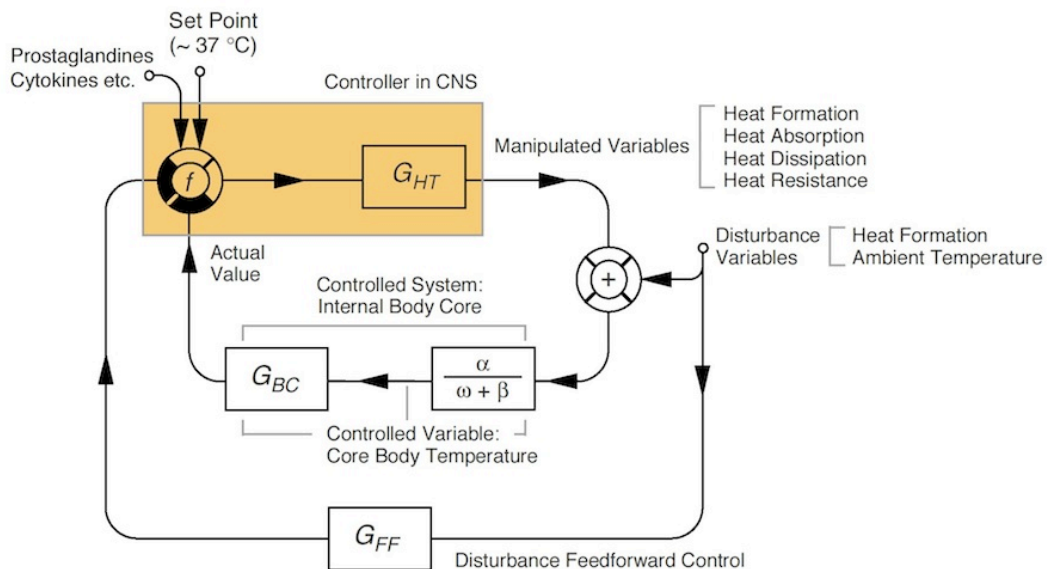 Set Point
(~ 37 °C)
Prostaglandines
Cytokines etc.
Controller in CNS
f
G_HT
Manipulated Variables
Heat Formation
Heat Absorption
Heat Dissipation
Heat Resistance
Actual
Value
Disturbance
Variables
Heat Formation
Ambient Temperature
+
Controlled System:
Internal Body Core
G_BC
α
ω + β
Controlled Variable:
Core Body Temperature
G_FF
Disturbance Feedforward Control